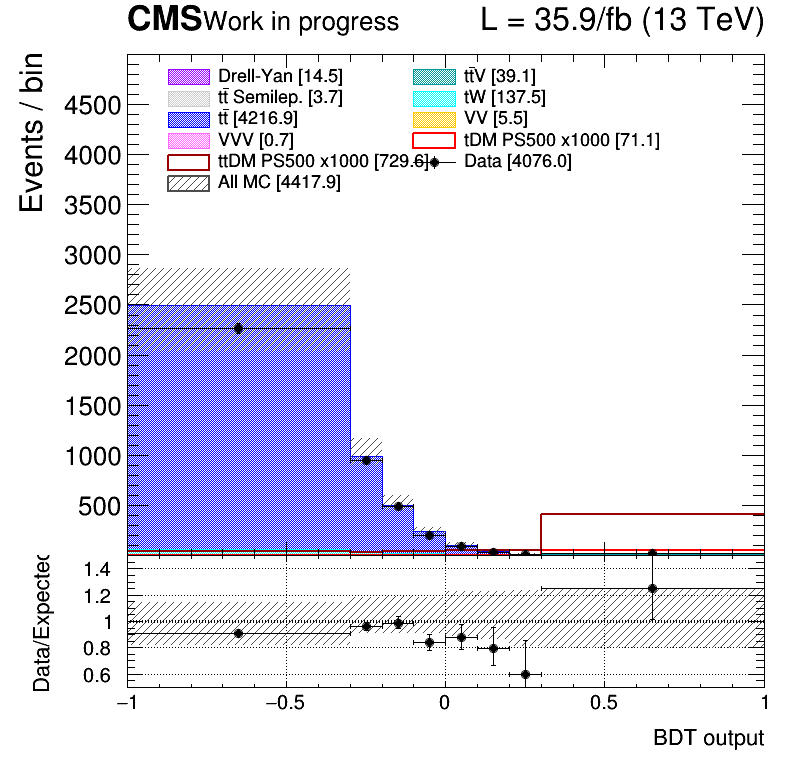 CMS Work in progress L = 35.9/fb (13 TeV)
Events / bin
Drell-Yan [14.5] tt̄V [39.1]
tt̄ Semilep. [3.7] tW [137.5]
tt̄ [4216.9] VV [5.5]
VVV [0.7] tDM PS500 x1000 [71.1]
ttDM PS500 x1000 [729.6] Data [4076.0]
All MC [4417.9]
4500
4000
3500
3000
2500
2000
1500
1000
500
Data/Expected
1.4
1.2
1
0.8
0.6
−1 −0.5 0 0.5 1
BDT output